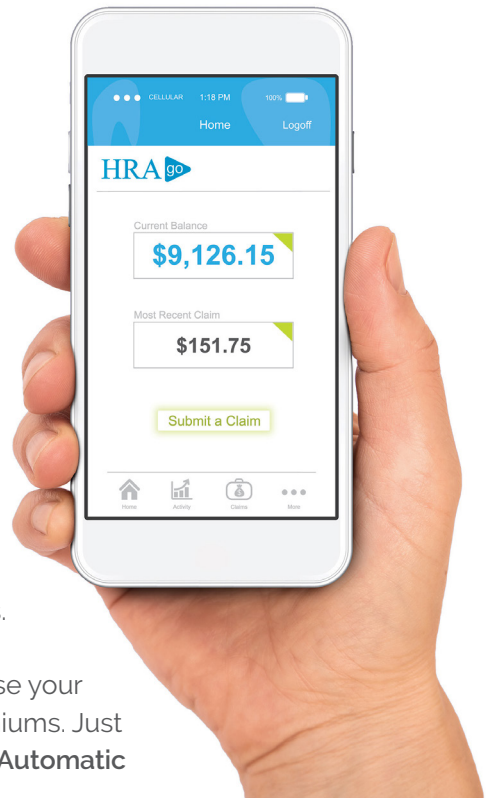 CELLULAR 1:18 PM 100%
Home Logoff
HRA go
Current Balance
$9,126.15
Most Recent Claim
$151.75
Submit a Claim
Home Activity Claims More
se your
iums. Just
Automatic